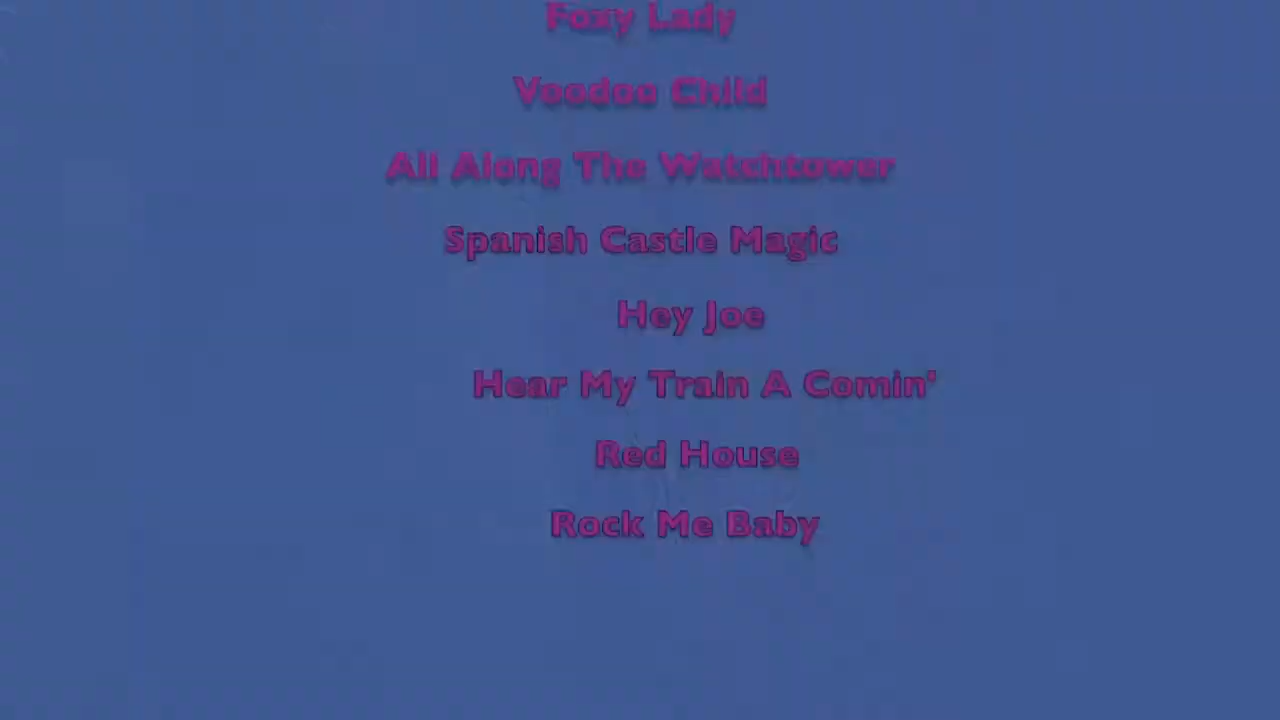 Foxy Lady
Voodoo Child
All Along The Watchtower
Spanish Castle Magic
Hey Joe
Hear My Train A Comin'
Red House
Rock Me Baby